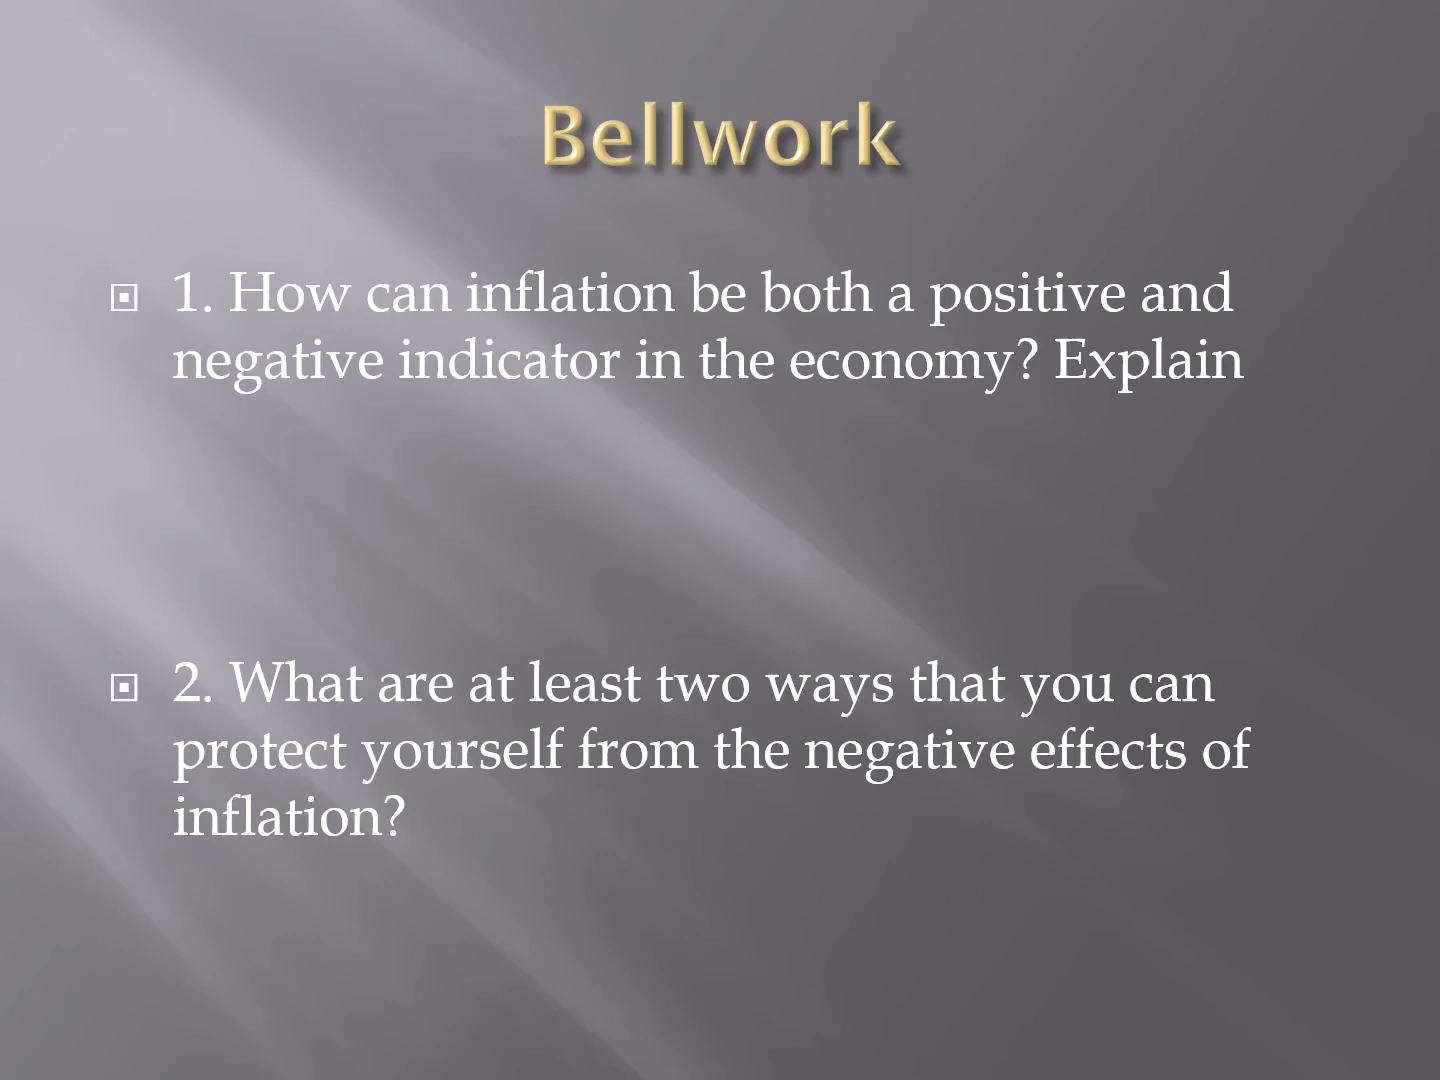 Bellwork
1. How can inflation be both a positive and
negative indicator in the economy? Explain
2. What are at least two ways that you can
protect yourself from the negative effects of
inflation?